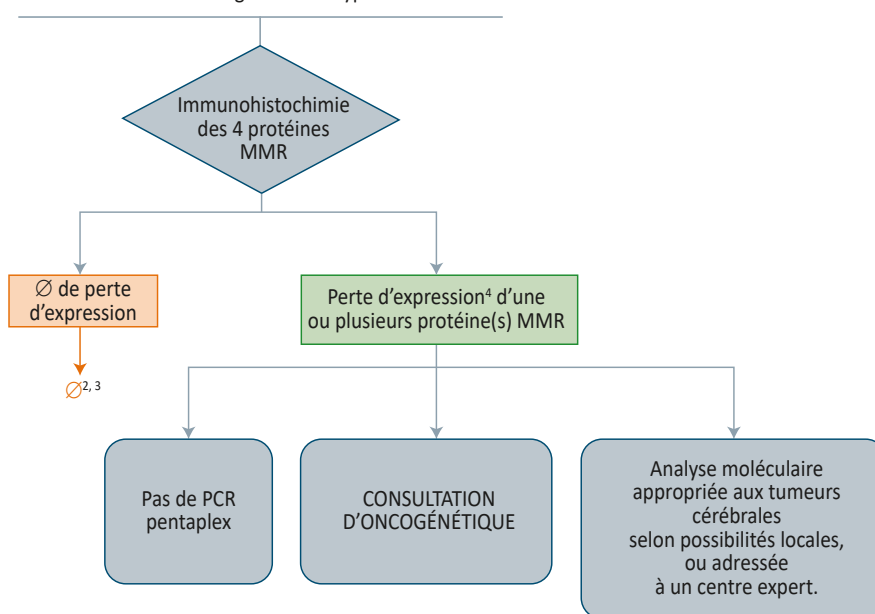 Immunohistochimie
des 4 protéines
MMR
∅ de perte
d'expression
Perte d'expression⁴ d'une
ou plusieurs protéine(s) MMR
∅²,³
Pas de PCR
pentaplex
CONSULTATION
D'ONCOGÉNÉTIQUE
Analyse moléculaire
appropriée aux tumeurs
cérébrales
selon possibilités locales,
ou adressée
à un centre expert.